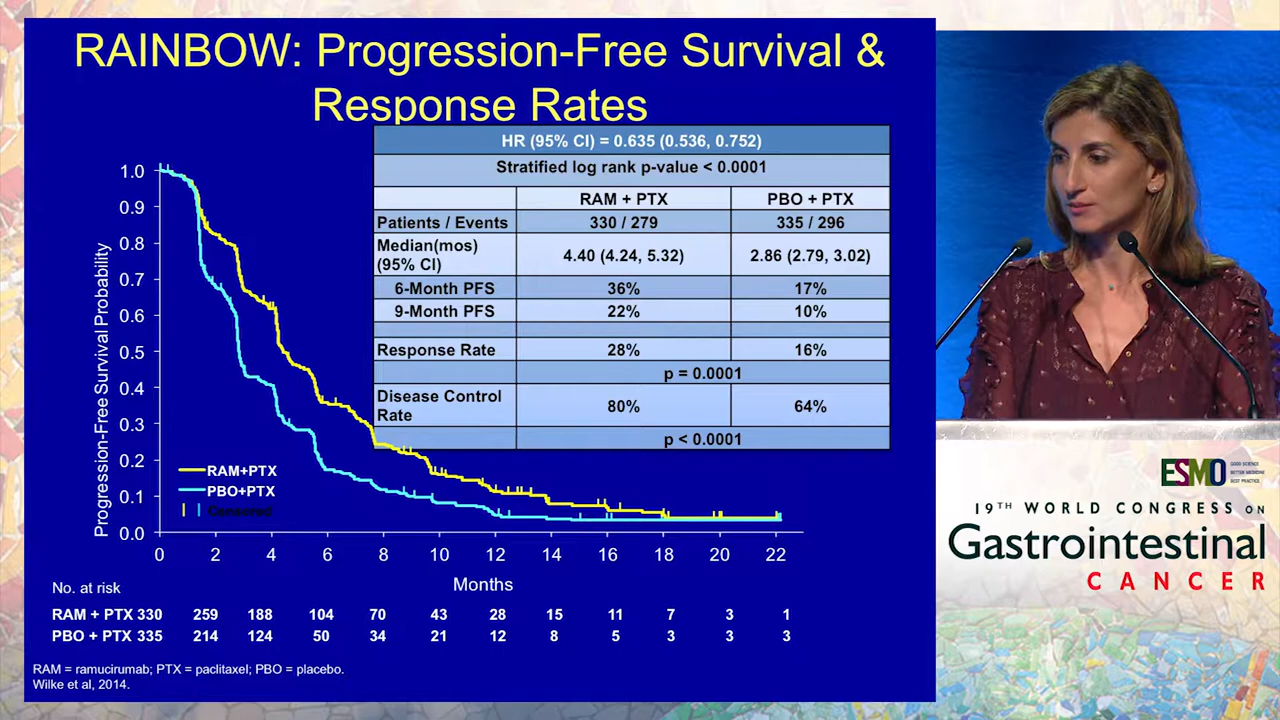 RAINBOW: Progression-Free Survival &
Response Rates
HR (95% CI) = 0.635 (0.536, 0.752)
Stratified log rank p-value < 0.0001
RAM + PTX PBO + PTX
Patients / Events 330 / 279 335 / 296
Median(mos)
(95% CI) 4.40 (4.24, 5.32) 2.86 (2.79, 3.02)
6-Month PFS 36% 17%
9-Month PFS 22% 10%
Response Rate 28% 16%
p = 0.0001
Disease Control
Rate 80% 64%
p < 0.0001
Progression-Free Survival Probability
1.0
0.9
0.8
0.7
0.6
0.5
0.4
0.3
0.2
0.1
0.0
RAM+PTX
PBO+PTX
Censored
0 2 4 6 8 10 12 14 16 18 20 22
Months
No. at risk
RAM + PTX 330 259 188 104 70 43 28 15 11 7 3 1
PBO + PTX 335 214 124 50 34 21 12 8 5 3 3 3
RAM = ramucirumab; PTX = paclitaxel; PBO = placebo.
Wilke et al, 2014.
ESMO
GOOD SCIENCE
BETTER MEDICINE
BEST PRACTICE
19TH WORLD CONGRESS ON
Gastrointestinal
CANCER